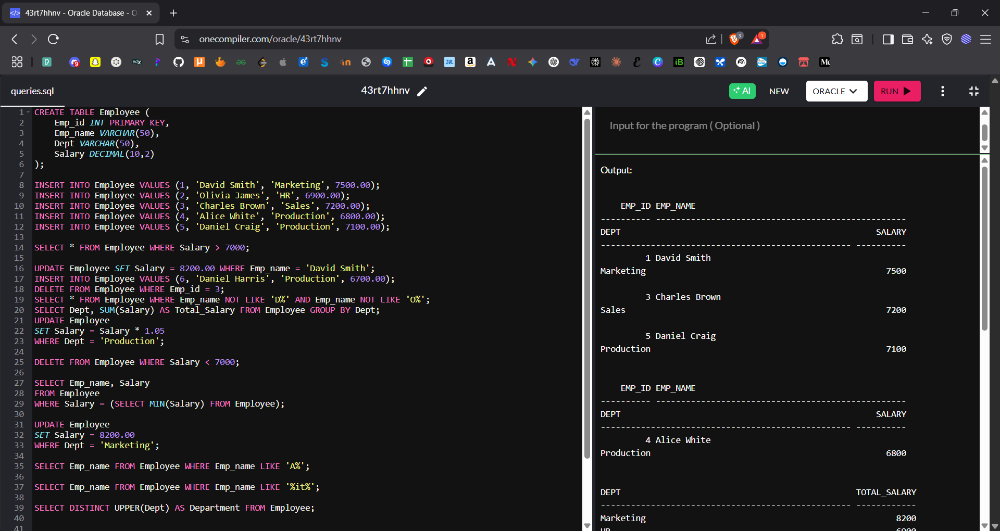 43rt7hhnv - Oracle Database - O
onecompiler.com/oracle/43rt7hhnv
3
1
9
edX
IR
iB
queries.sql
43rt7hhnv
AI
NEW
ORACLE
RUN
1 CREATE TABLE Employee (
2 Emp_id INT PRIMARY KEY,
3 Emp_name VARCHAR(50),
4 Dept VARCHAR(50),
5 Salary DECIMAL(10,2)
6 );
7
8 INSERT INTO Employee VALUES (1, 'David Smith', 'Marketing', 7500.00);
9 INSERT INTO Employee VALUES (2, 'Olivia James', 'HR', 6900.00);
10 INSERT INTO Employee VALUES (3, 'Charles Brown', 'Sales', 7200.00);
11 INSERT INTO Employee VALUES (4, 'Alice White', 'Production', 6800.00);
12 INSERT INTO Employee VALUES (5, 'Daniel Craig', 'Production', 7100.00);
13
14 SELECT * FROM Employee WHERE Salary > 7000;
15
16 UPDATE Employee SET Salary = 8200.00 WHERE Emp_name = 'David Smith';
17 INSERT INTO Employee VALUES (6, 'Daniel Harris', 'Production', 6700.00);
18 DELETE FROM Employee WHERE Emp_id = 3;
19 SELECT * FROM Employee WHERE Emp_name NOT LIKE 'D%' AND Emp_name NOT LIKE 'O%';
20 SELECT Dept, SUM(Salary) AS Total_Salary FROM Employee GROUP BY Dept;
21 UPDATE Employee
22 SET Salary = Salary * 1.05
23 WHERE Dept = 'Production';
24
25 DELETE FROM Employee WHERE Salary < 7000;
26
27 SELECT Emp_name, Salary
28 FROM Employee
29 WHERE Salary = (SELECT MIN(Salary) FROM Employee);
30
31 UPDATE Employee
32 SET Salary = 8200.00
33 WHERE Dept = 'Marketing';
34
35 SELECT Emp_name FROM Employee WHERE Emp_name LIKE 'A%';
36
37 SELECT Emp_name FROM Employee WHERE Emp_name LIKE '%it%';
38
39 SELECT DISTINCT UPPER(Dept) AS Department FROM Employee;
40
41
Input for the program ( Optional )
Output:
EMP_ID EMP_NAME
---------- --------------------------------------------------
DEPT SALARY
-------------------------------------------------- ----------
1 David Smith
Marketing 7500
3 Charles Brown
Sales 7200
5 Daniel Craig
Production 7100
EMP_ID EMP_NAME
---------- --------------------------------------------------
DEPT SALARY
-------------------------------------------------- ----------
4 Alice White
Production 6800
DEPT TOTAL_SALARY
-------------------------------------------------- ------------
Marketing 8200
HR 6900